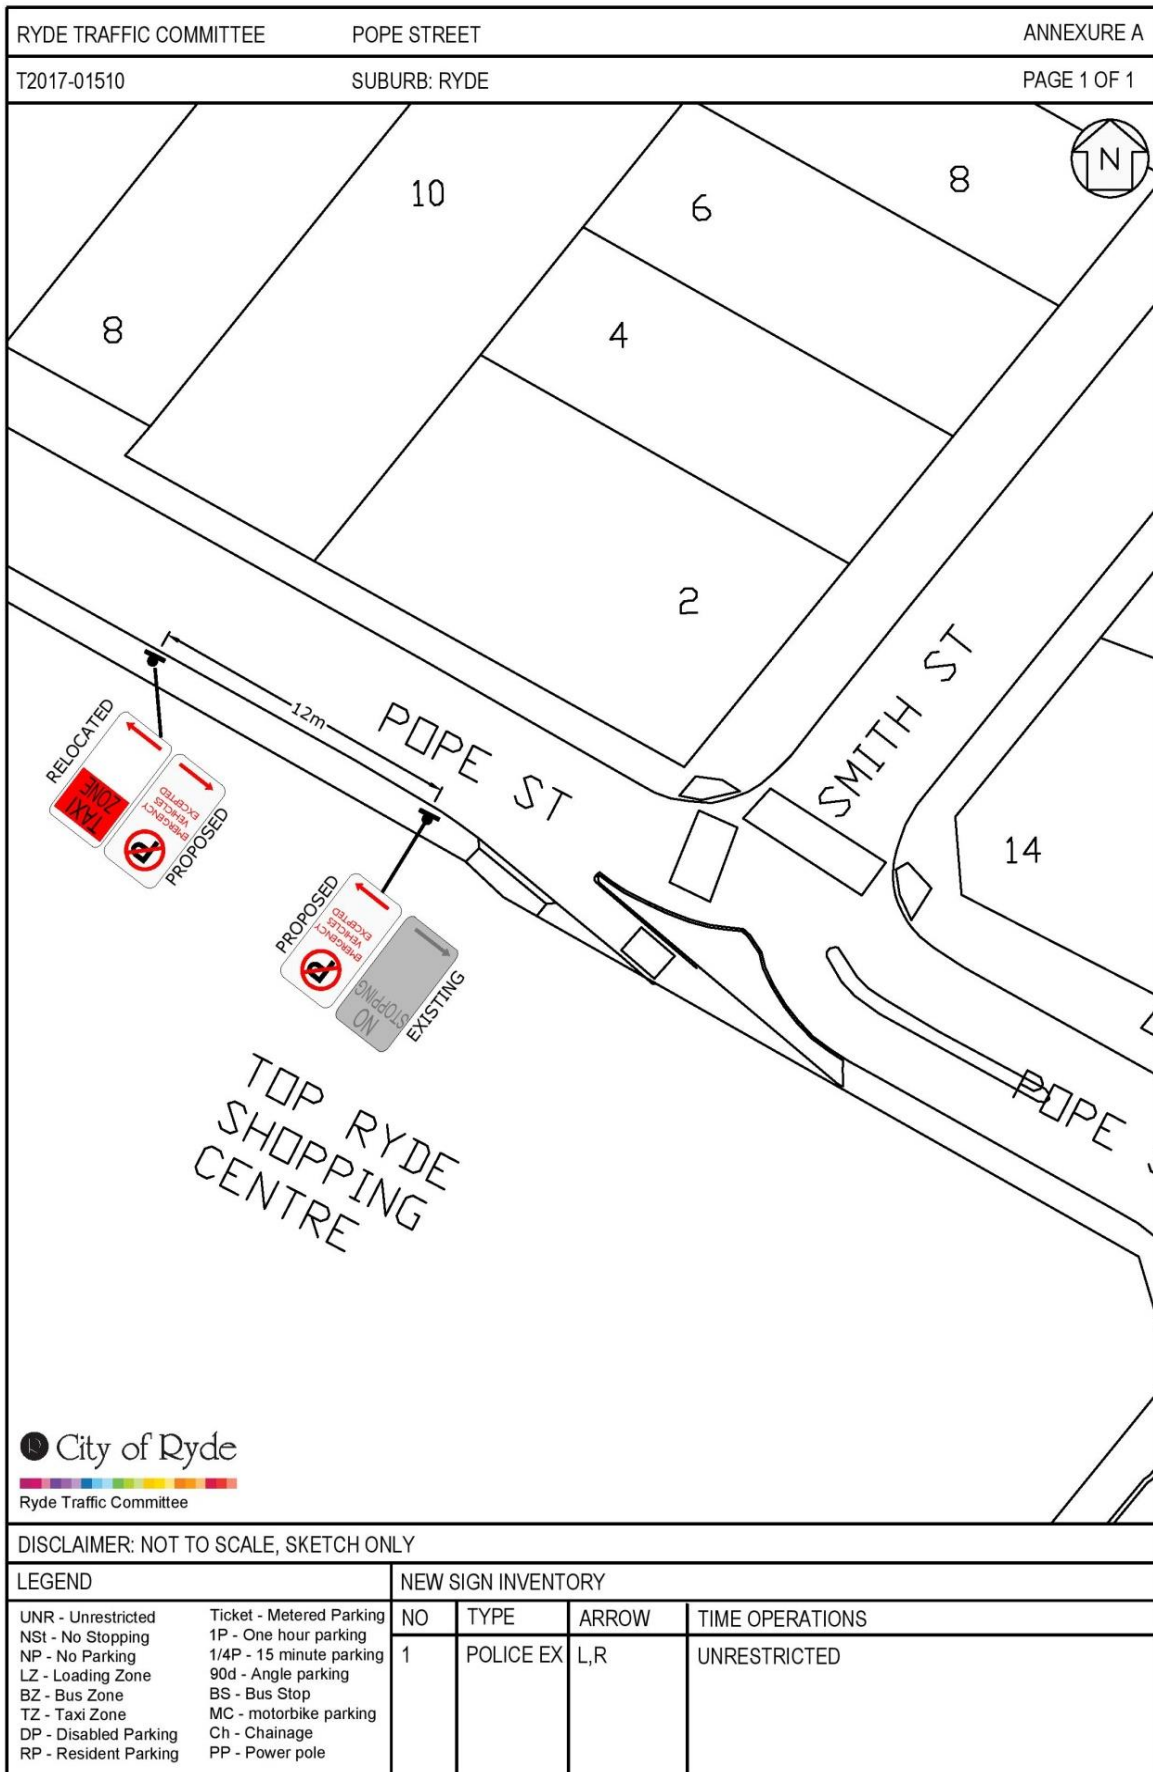 RYDE TRAFFIC COMMITTEE POPE STREET ANNEXURE A
T2017-01510 SUBURB: RYDE PAGE 1 OF 1
N
8
10
6
8
4
2
14
SMITH ST
POPE ST
12m
RELOCATED
TAXI
ZONE
P
EMERGENCY
VEHICLES
EXCEPTED
PROPOSED
PROPOSED
P
EMERGENCY
VEHICLES
EXCEPTED
NO
STOPPING
EXISTING
POPE
TOP RYDE
SHOPPING
CENTRE
R City of Ryde
Ryde Traffic Committee
DISCLAIMER: NOT TO SCALE, SKETCH ONLY
LEGEND
UNR - Unrestricted
NSt - No Stopping
NP - No Parking
LZ - Loading Zone
BZ - Bus Zone
TZ - Taxi Zone
DP - Disabled Parking
RP - Resident Parking
Ticket - Metered Parking
1P - One hour parking
1/4P - 15 minute parking
90d - Angle parking
BS - Bus Stop
MC - motorbike parking
Ch - Chainage
PP - Power pole
NEW SIGN INVENTORY
NO TYPE ARROW TIME OPERATIONS
1 POLICE EX L,R UNRESTRICTED